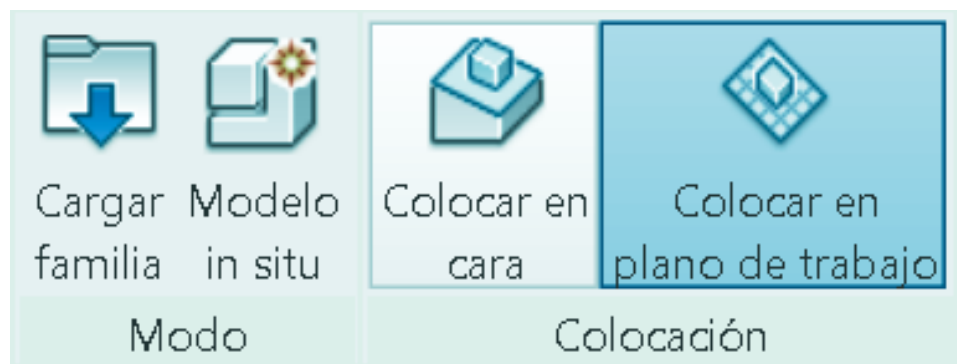 Cargar familia
Modelo in situ
Colocar en cara
Colocar en plano de trabajo
Modo
Colocación